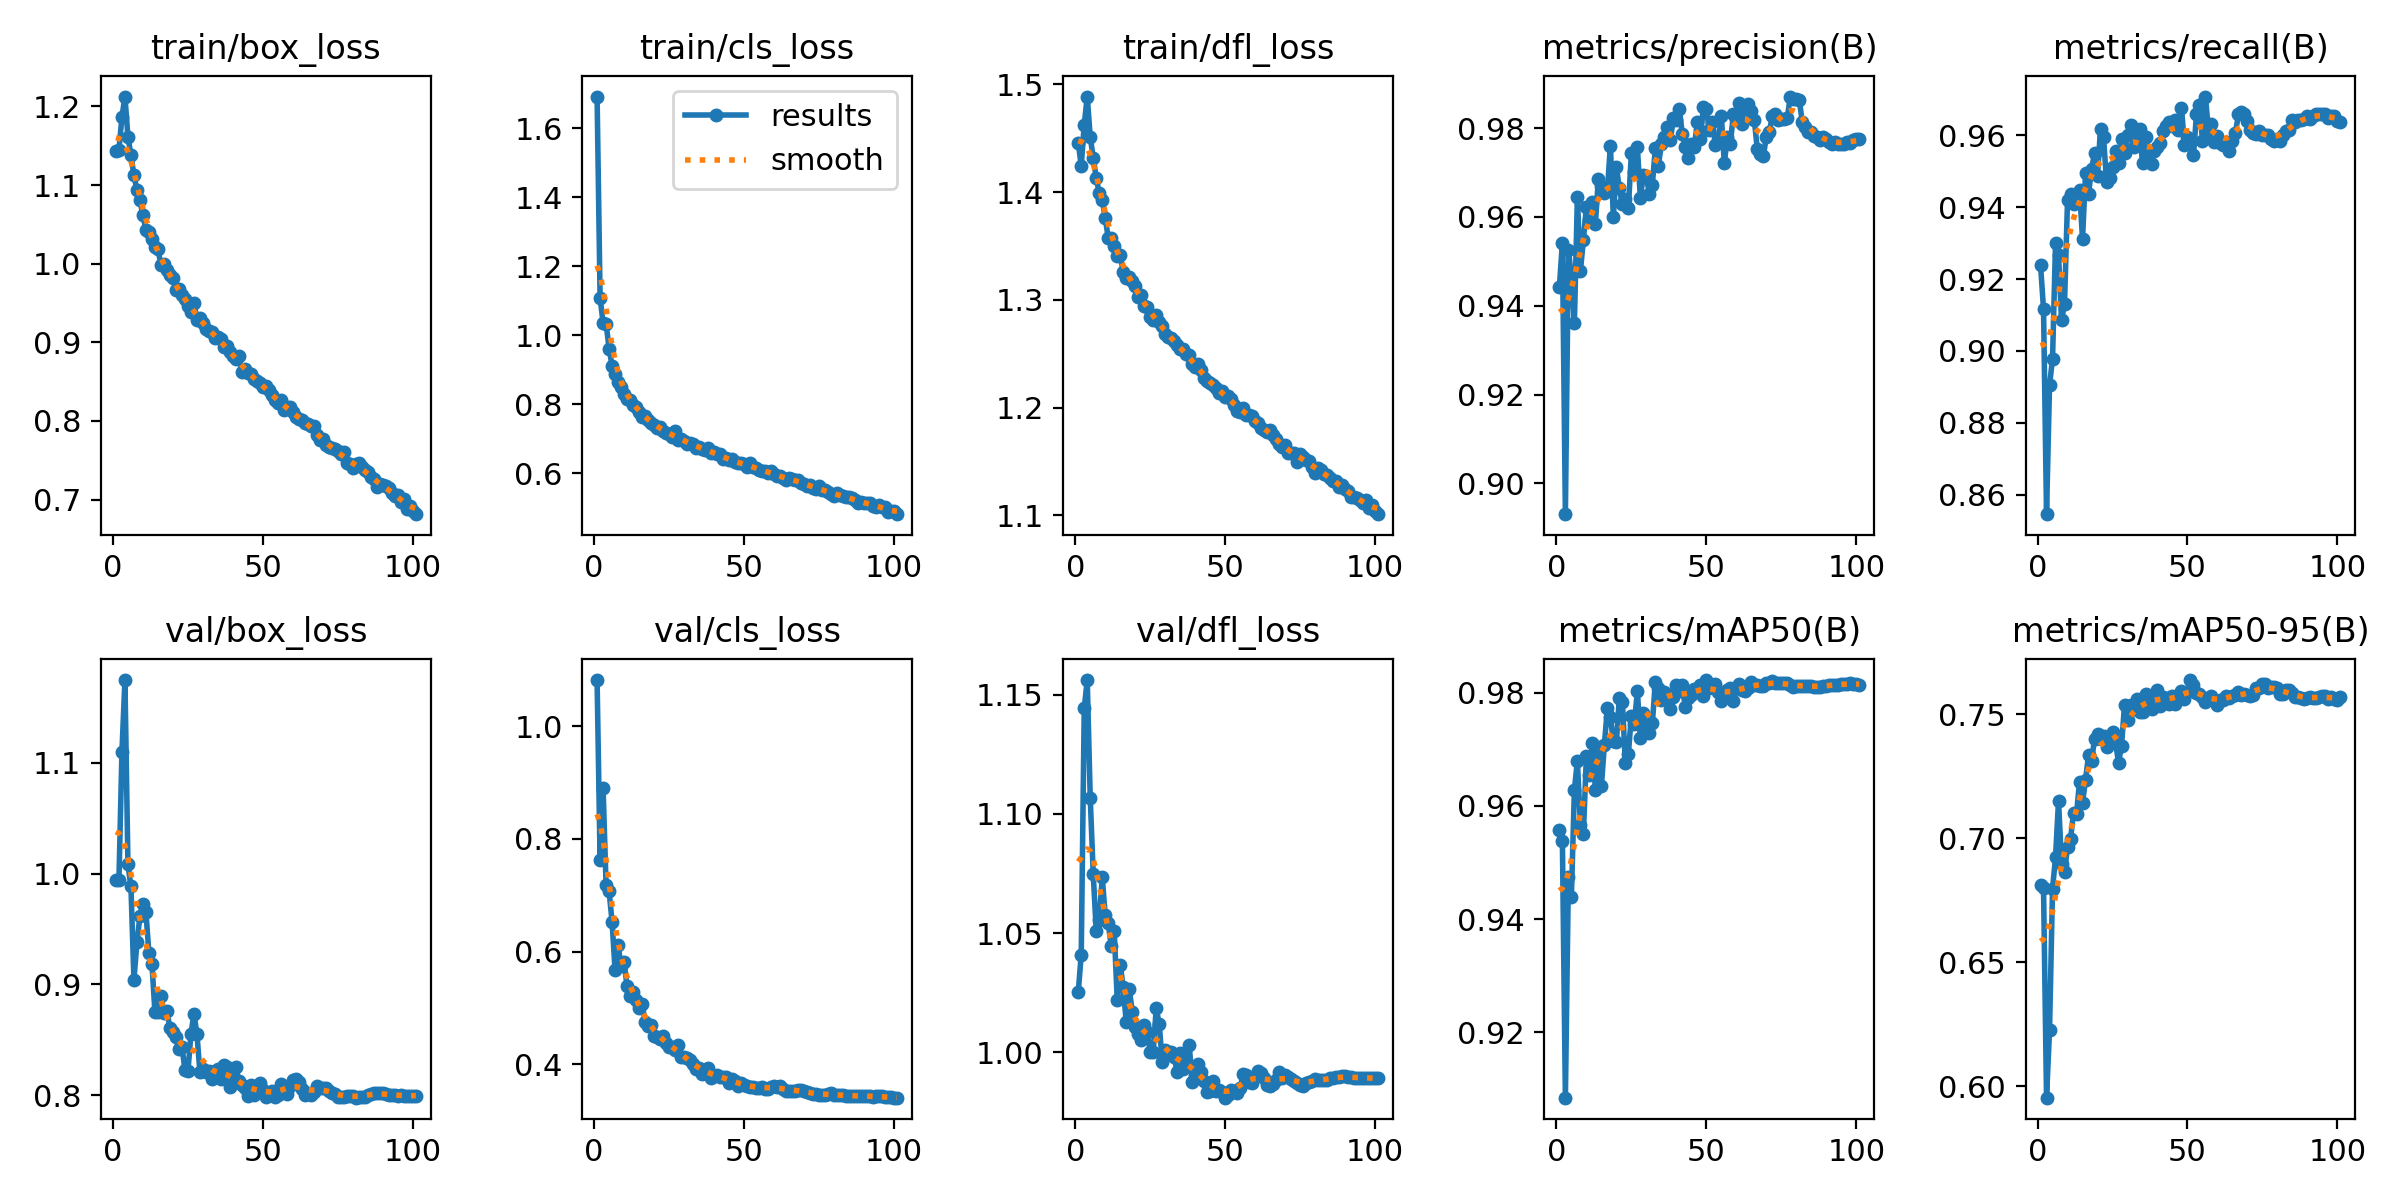 train/box_loss
1.2
1.1
1.0
0.9
0.8
0.7
0 50 100
train/cls_loss
results
smooth
1.6
1.4
1.2
1.0
0.8
0.6
0 50 100
train/dfl_loss
1.5
1.4
1.3
1.2
1.1
0 50 100
metrics/precision(B)
0.98
0.96
0.94
0.92
0.90
0 50 100
metrics/recall(B)
0.96
0.94
0.92
0.90
0.88
0.86
0 50 100
val/box_loss
1.1
1.0
0.9
0.8
0 50 100
val/cls_loss
1.0
0.8
0.6
0.4
0 50 100
val/dfl_loss
1.15
1.10
1.05
1.00
0 50 100
metrics/mAP50(B)
0.98
0.96
0.94
0.92
0 50 100
metrics/mAP50-95(B)
0.75
0.70
0.65
0.60
0 50 100